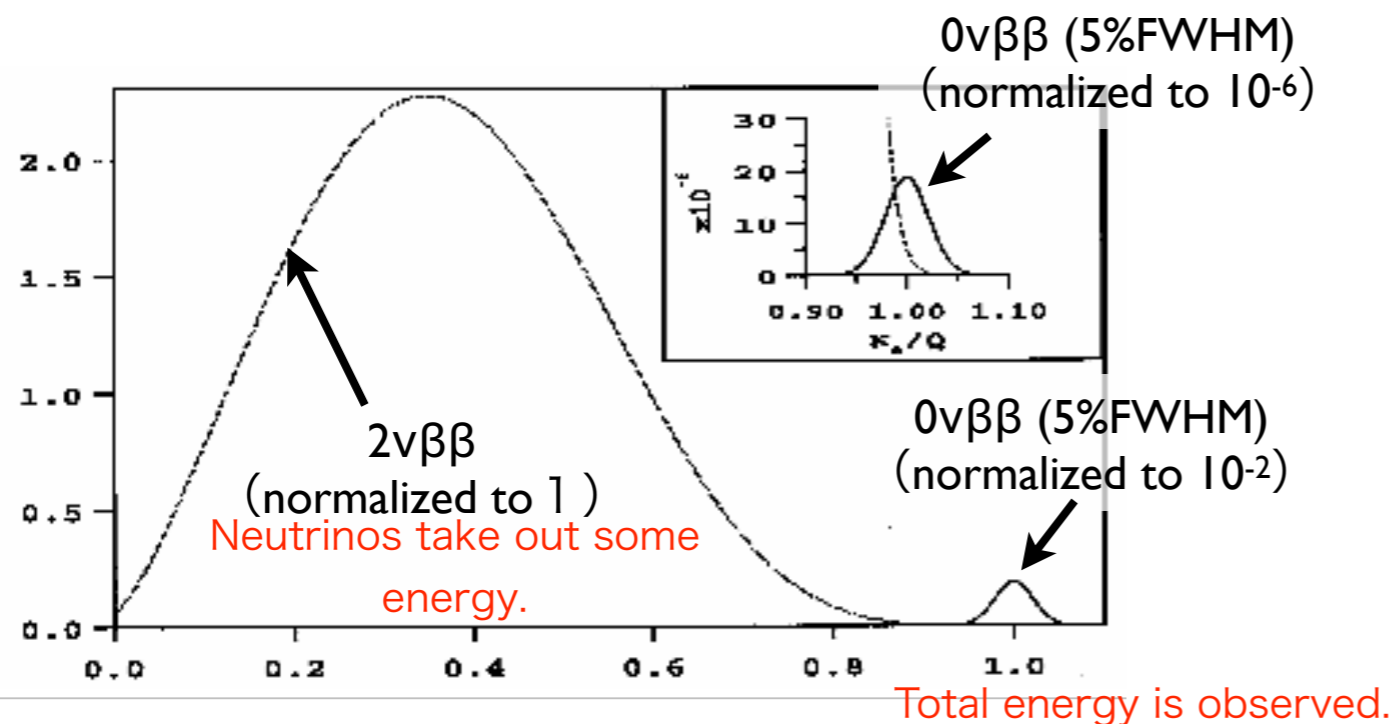 0νββ (5%FWHM)
(normalized to 10-6)
30
20
10
0
x10
0.90 1.00 1.10
/Q
2.0
1.5
1.0
0.5
0.0
2νββ
(normalized to 1)
Neutrinos take out some
energy.
0νββ (5%FWHM)
(normalized to 10-2)
0.0 0.2 0.4 0.6 0.8 1.0
Total energy is observed.